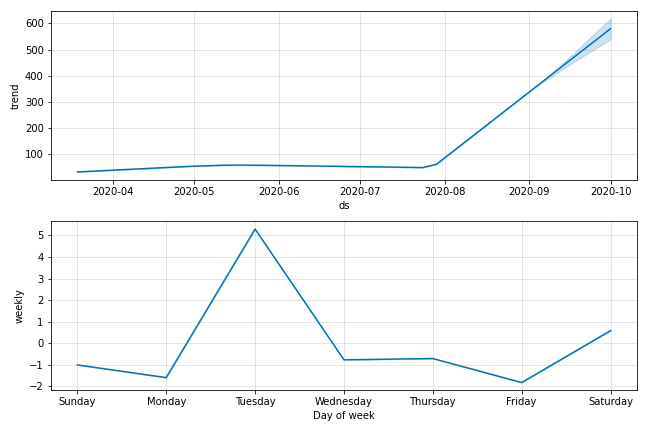 600
500
400
300
200
100
trend
2020-04 2020-05 2020-06 2020-07 2020-08 2020-09 2020-10
ds
5
4
3
2
1
0
−1
−2
weekly
Sunday Monday Tuesday Wednesday Thursday Friday Saturday
Day of week